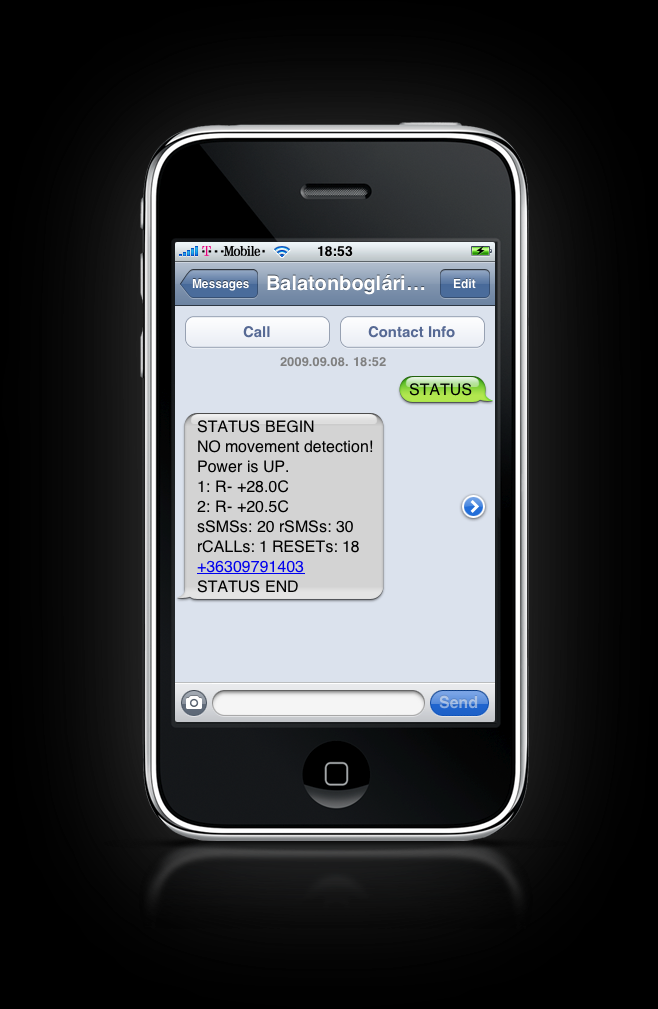 T··Mobile· 18:53
Messages Balatonboglári... Edit
Call Contact Info
2009.09.08. 18:52
STATUS
STATUS BEGIN
NO movement detection!
Power is UP.
1: R- +28.0C
2: R- +20.5C
sSMSs: 20 rSMSs: 30
rCALLs: 1 RESETs: 18
+36309791403
STATUS END
Send